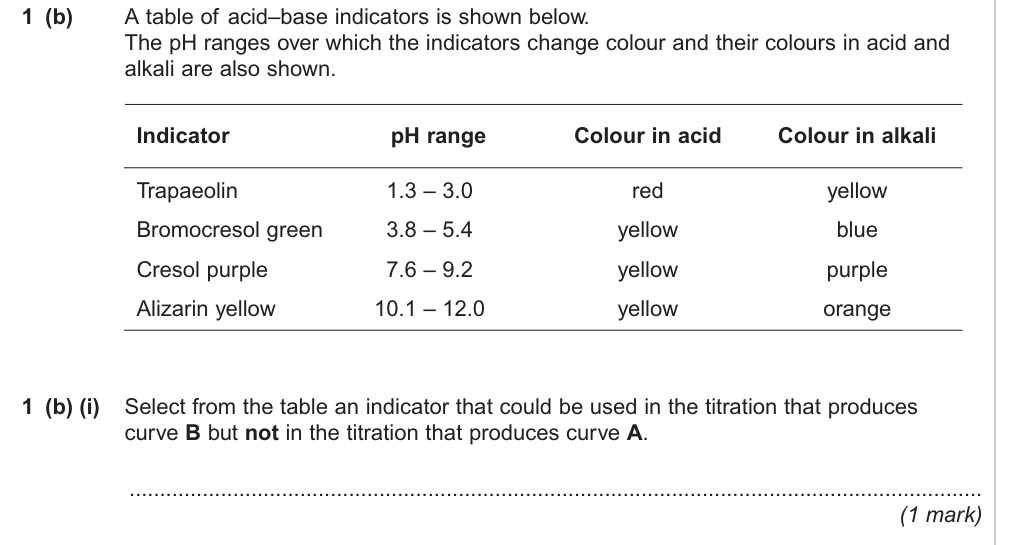 1 (b) A table of acid–base indicators is shown below.
The pH ranges over which the indicators change colour and their colours in acid and
alkali are also shown.
Indicator pH range Colour in acid Colour in alkali
Trapaeolin 1.3 – 3.0 red yellow
Bromocresol green 3.8 – 5.4 yellow blue
Cresol purple 7.6 – 9.2 yellow purple
Alizarin yellow 10.1 – 12.0 yellow orange
1 (b) (i) Select from the table an indicator that could be used in the titration that produces
curve B but not in the titration that produces curve A.
(1 mark)